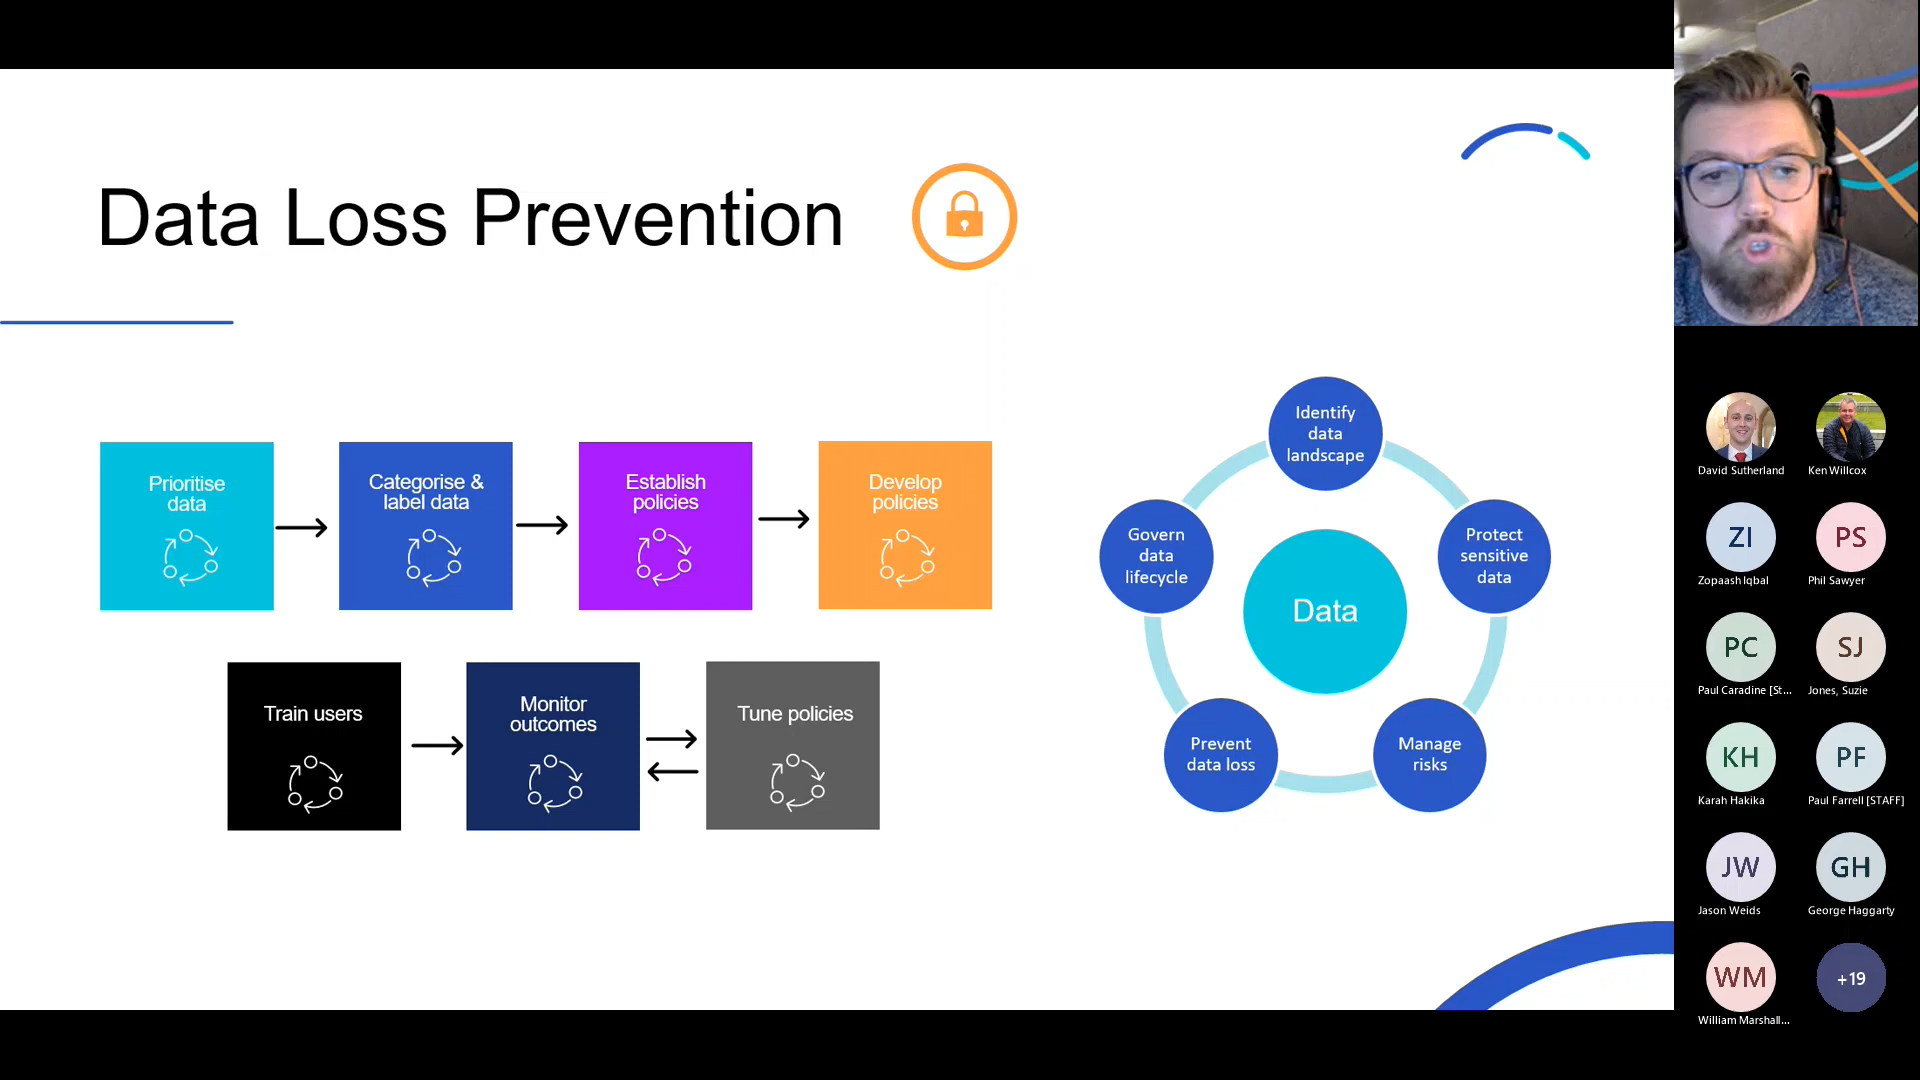 Data Loss Prevention
Prioritise
data
Categorise &
label data
Establish
policies
Develop
policies
Train users
Monitor
outcomes
Tune policies
Identify
data
landscape
Govern
data
lifecycle
Protect
sensitive
data
Data
Prevent
data loss
Manage
risks
David Sutherland
Ken Willcox
ZI
Zopaash Iqbal
PS
Phil Sawyer
PC
Paul Caradine [St...
SJ
Jones, Suzie
KH
Karah Hakika
PF
Paul Farrell [STAFF]
JW
Jason Weids
GH
George Haggarty
WM
William Marshall...
+19